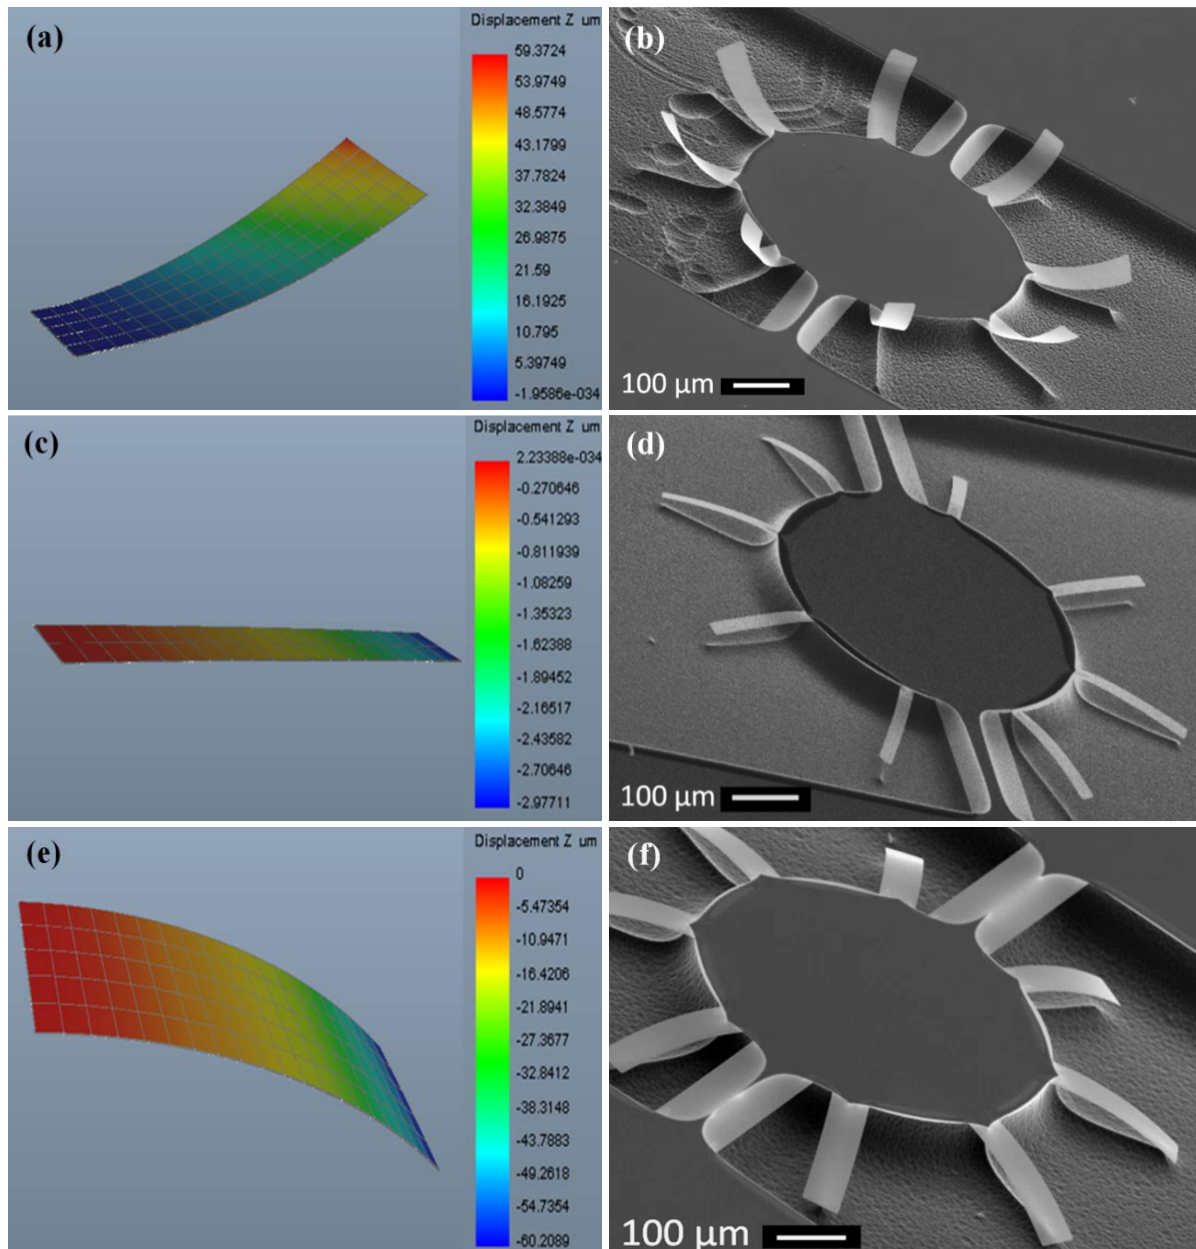 (a)
Displacement Z um
59.3724
53.9749
48.5774
43.1799
37.7824
32.3849
26.9875
21.59
16.1925
10.795
5.39749
-1.9586e-034
(b)
100 µm
(c)
Displacement Z um
2.23388e-034
-0.270646
-0.541293
-0.811939
-1.08259
-1.35323
-1.62388
-1.89452
-2.16517
-2.43582
-2.70646
-2.97711
(d)
100 µm
(e)
Displacement Z um
0
-5.47354
-10.9471
-16.4206
-21.8941
-27.3677
-32.8412
-38.3148
-43.7883
-49.2618
-54.7354
-60.2089
(f)
100 µm